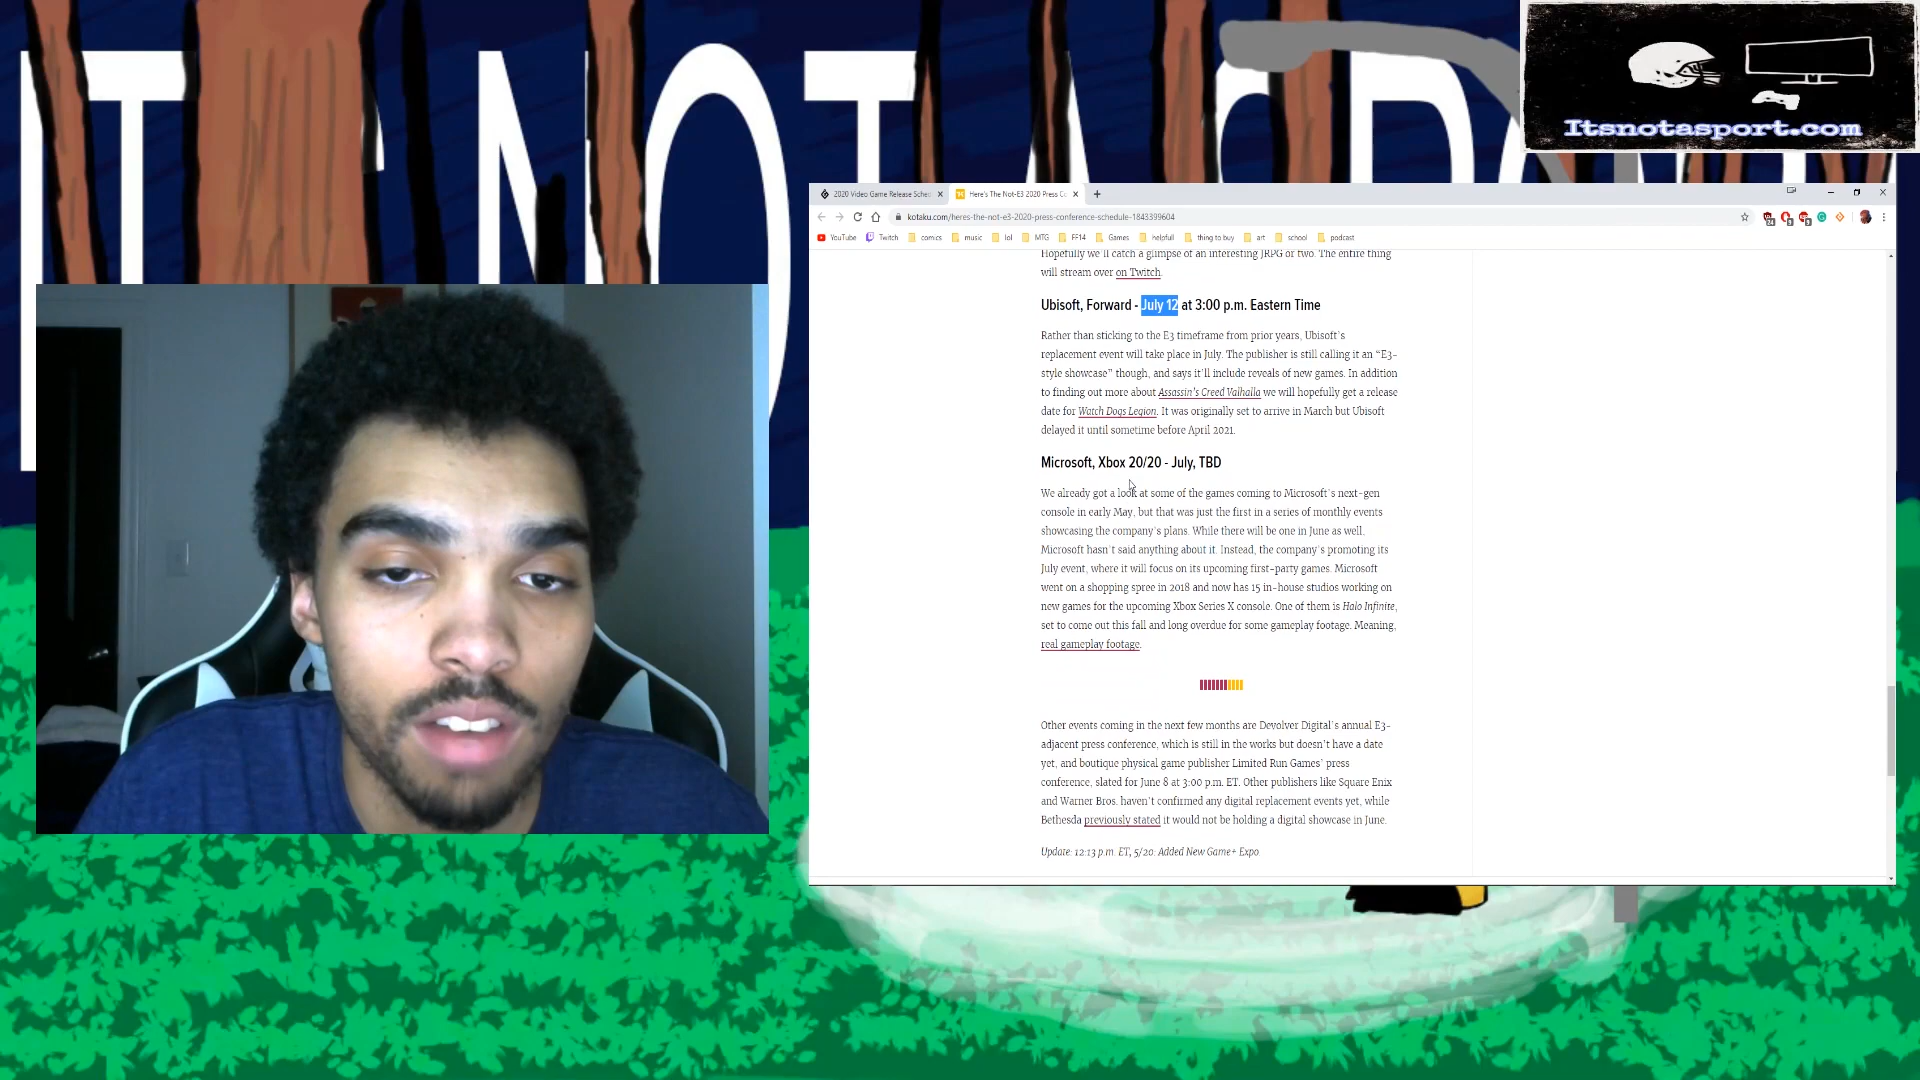 IT'S NOT A SPORT
Itsnotasport.com
2020 Video Game Release Sche
Here's The Not-E3 2020 Press Co
kotaku.com/heres-the-not-e3-2020-press-conference-schedule-1843399604
YouTube Twitch comics music lol MTG FF14 Games helpfull thing to buy art school podcast
Hopefully we'll catch a glimpse of an interesting JRPG or two. The entire thing
will stream over on Twitch.
Ubisoft, Forward - July 12 at 3:00 p.m. Eastern Time
Rather than sticking to the E3 timeframe from prior years, Ubisoft's
replacement event will take place in July. The publisher is still calling it an “E3-
style showcase” though, and says it'll include reveals of new games. In addition
to finding out more about Assassin's Creed Valhalla we will hopefully get a release
date for Watch Dogs Legion. It was originally set to arrive in March but Ubisoft
delayed it until sometime before April 2021.
Microsoft, Xbox 20/20 - July, TBD
We already got a look at some of the games coming to Microsoft's next-gen
console in early May, but that was just the first in a series of monthly events
showcasing the company's plans. While there will be one in June as well,
Microsoft hasn't said anything about it. Instead, the company's promoting its
July event, where it will focus on its upcoming first-party games. Microsoft
went on a shopping spree in 2018 and now has 15 in-house studios working on
new games for the upcoming Xbox Series X console. One of them is Halo Infinite,
set to come out this fall and long overdue for some gameplay footage. Meaning,
real gameplay footage.
Other events coming in the next few months are Devolver Digital's annual E3-
adjacent press conference, which is still in the works but doesn't have a date
yet, and boutique physical game publisher Limited Run Games' press
conference, slated for June 8 at 3:00 p.m. ET. Other publishers like Square Enix
and Warner Bros. haven't confirmed any digital replacement events yet, while
Bethesda previously stated it would not be holding a digital showcase in June.
Update: 12:13 p.m. ET, 5/20: Added New Game+ Expo.